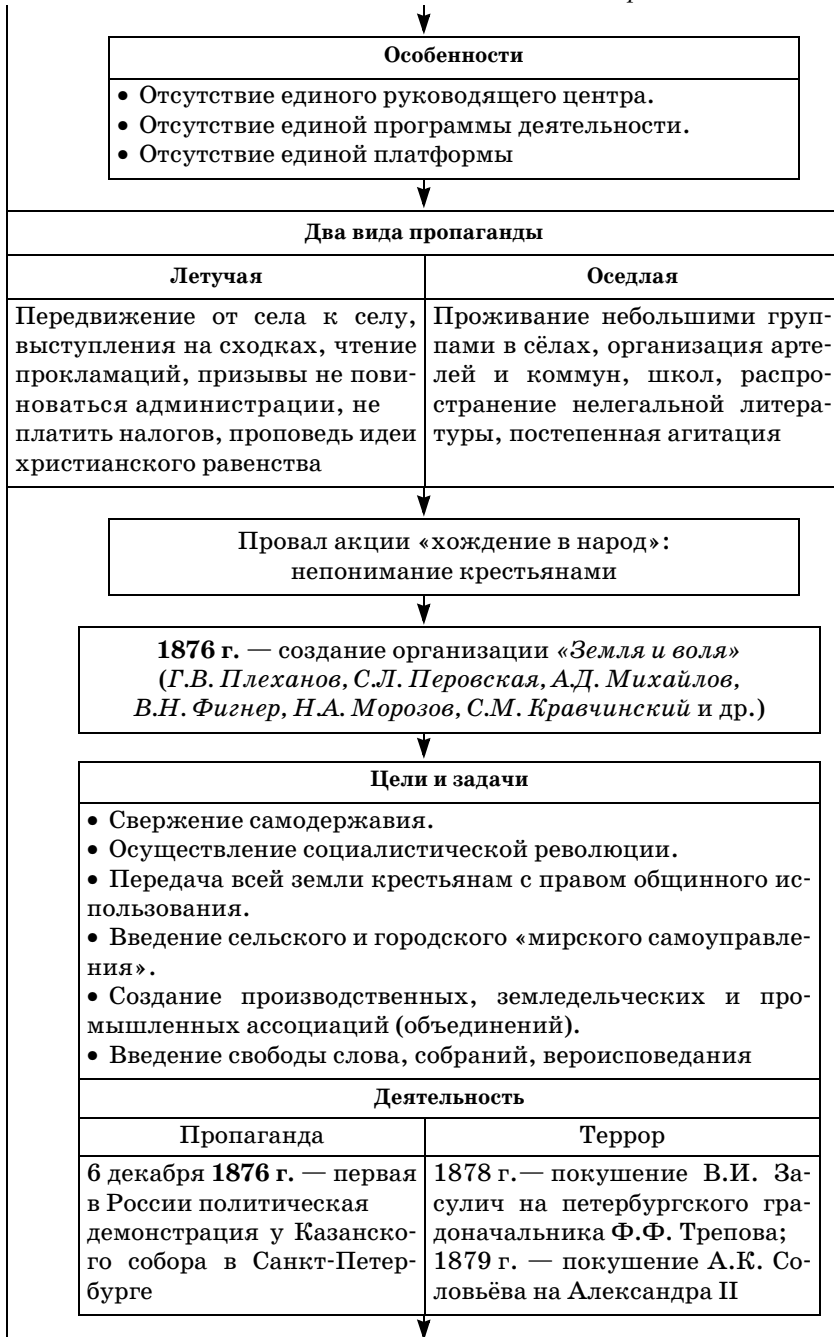 Особенности
• Отсутствие единого руководящего центра.
• Отсутствие единой программы деятельности.
• Отсутствие единой платформы
Два вида пропаганды
Летучая
Передвижение от села к селу,
выступления на сходках, чтение
прокламаций, призывы не пови-
новаться администрации, не
платить налогов, проповедь идеи
христианского равенства
Оседлая
Проживание небольшими груп-
пами в сёлах, организация арте-
лей и коммун, школ, распро-
странение нелегальной литера-
туры, постепенная агитация
Провал акции «хождение в народ»:
непонимание крестьянами
1876 г. — создание организации «Земля и воля»
(Г.В. Плеханов, С.Л. Перовская, А.Д. Михайлов,
В.Н. Фигнер, Н.А. Морозов, С.М. Кравчинский и др.)
Цели и задачи
• Свержение самодержавия.
• Осуществление социалистической революции.
• Передача всей земли крестьянам с правом общинного ис-
пользования.
• Введение сельского и городского «мирского самоуправле-
ния».
• Создание производственных, земледельческих и про-
мышленных ассоциаций (объединений).
• Введение свободы слова, собраний, вероисповедания
Деятельность
Пропаганда
6 декабря 1876 г. — первая
в России политическая
демонстрация у Казанско-
го собора в Санкт-Петер-
бурге
Террор
1878 г.— покушение В.И. За-
сулич на петербургского гра-
доначальника Ф.Ф. Трепова;
1879 г. — покушение А.К. Со-
ловьёва на Александра II